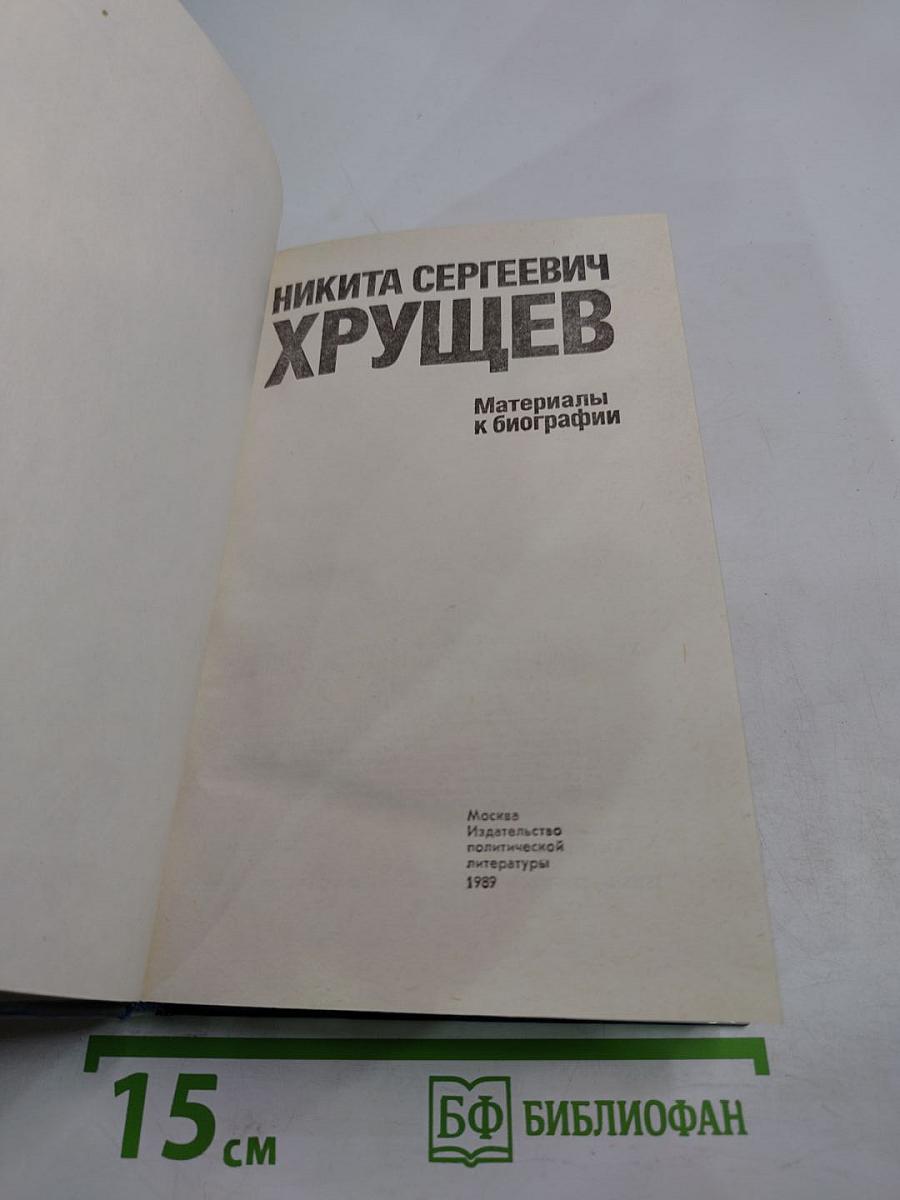 НИКИТА СЕРГЕЕВИЧ
ХРУЩЕВ
Материалы
к биографии
Москва
Издательство
политической
литературы
1989
15 см
БФ БИБЛИОФАН